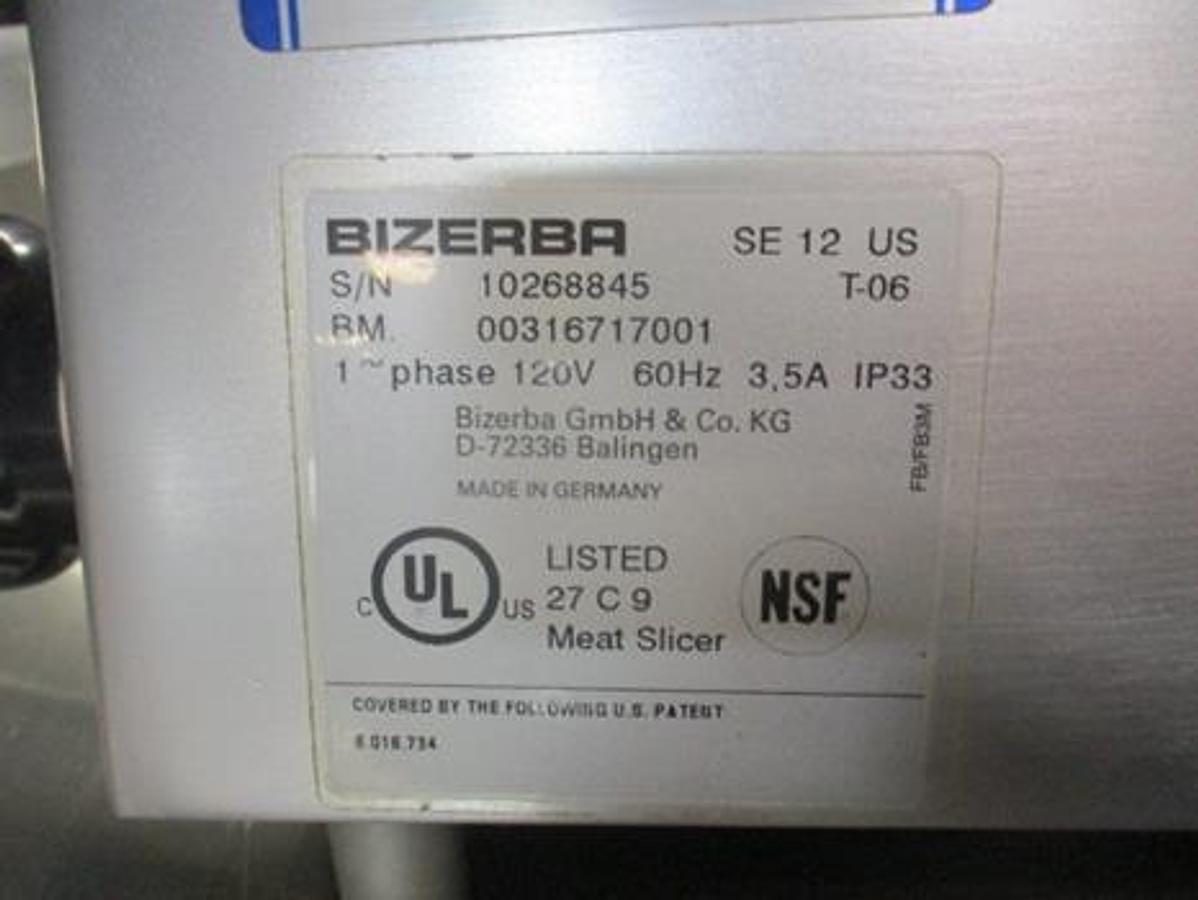 BIZERBA SE 12 US
S/N 10268845 T-06
BM. 00316717001
1~phase 120V 60Hz 3,5A IP33
Bizerba GmbH & Co. KG
D-72336 Balingen
MADE IN GERMANY
FB/FB3M
C UL US LISTED
27 C 9
Meat Slicer
NSF
COVERED BY THE FOLLOWING U.S. PATENT
6.016.734